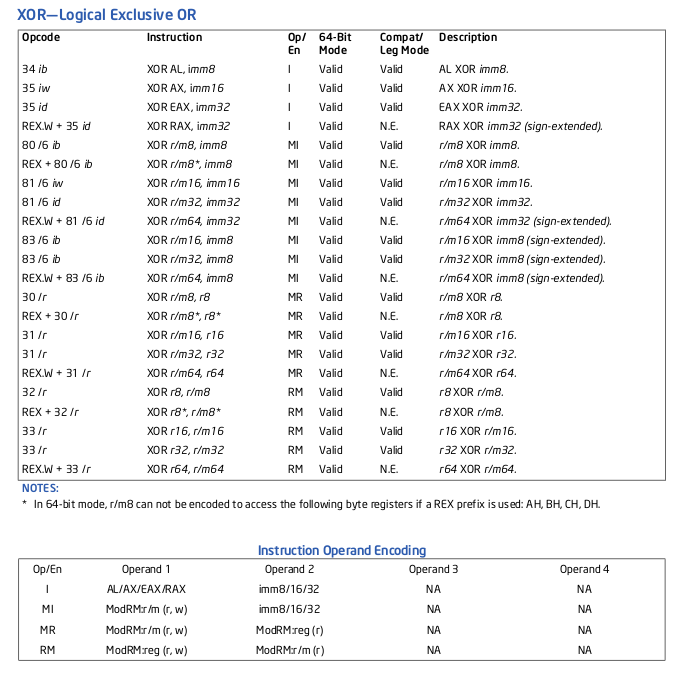 XOR—Logical Exclusive OR
Opcode Instruction Op/ En 64-Bit Mode Compat/ Leg Mode Description
34 ib XOR AL, imm8 I Valid Valid AL XOR imm8.
35 iw XOR AX, imm16 I Valid Valid AX XOR imm16.
35 id XOR EAX, imm32 I Valid Valid EAX XOR imm32.
REX.W + 35 id XOR RAX, imm32 I Valid N.E. RAX XOR imm32 (sign-extended).
80 /6 ib XOR r/m8, imm8 MI Valid Valid r/m8 XOR imm8.
REX + 80 /6 ib XOR r/m8*, imm8 MI Valid N.E. r/m8 XOR imm8.
81 /6 iw XOR r/m16, imm16 MI Valid Valid r/m16 XOR imm16.
81 /6 id XOR r/m32, imm32 MI Valid Valid r/m32 XOR imm32.
REX.W + 81 /6 id XOR r/m64, imm32 MI Valid N.E. r/m64 XOR imm32 (sign-extended).
83 /6 ib XOR r/m16, imm8 MI Valid Valid r/m16 XOR imm8 (sign-extended).
83 /6 ib XOR r/m32, imm8 MI Valid Valid r/m32 XOR imm8 (sign-extended).
REX.W + 83 /6 ib XOR r/m64, imm8 MI Valid N.E. r/m64 XOR imm8 (sign-extended).
30 /r XOR r/m8, r8 MR Valid Valid r/m8 XOR r8.
REX + 30 /r XOR r/m8*, r8* MR Valid N.E. r/m8 XOR r8.
31 /r XOR r/m16, r16 MR Valid Valid r/m16 XOR r16.
31 /r XOR r/m32, r32 MR Valid Valid r/m32 XOR r32.
REX.W + 31 /r XOR r/m64, r64 MR Valid N.E. r/m64 XOR r64.
32 /r XOR r8, r/m8 RM Valid Valid r8 XOR r/m8.
REX + 32 /r XOR r8*, r/m8* RM Valid N.E. r8 XOR r/m8.
33 /r XOR r16, r/m16 RM Valid Valid r16 XOR r/m16.
33 /r XOR r32, r/m32 RM Valid Valid r32 XOR r/m32.
REX.W + 33 /r XOR r64, r/m64 RM Valid N.E. r64 XOR r/m64.
NOTES:
* In 64-bit mode, r/m8 can not be encoded to access the following byte registers if a REX prefix is used: AH, BH, CH, DH.
Instruction Operand Encoding
Op/En Operand 1 Operand 2 Operand 3 Operand 4
I AL/AX/EAX/RAX imm8/16/32 NA NA
MI ModRM:r/m (r, w) imm8/16/32 NA NA
MR ModRM:r/m (r, w) ModRM:reg (r) NA NA
RM ModRM:reg (r, w) ModRM:r/m (r) NA NA